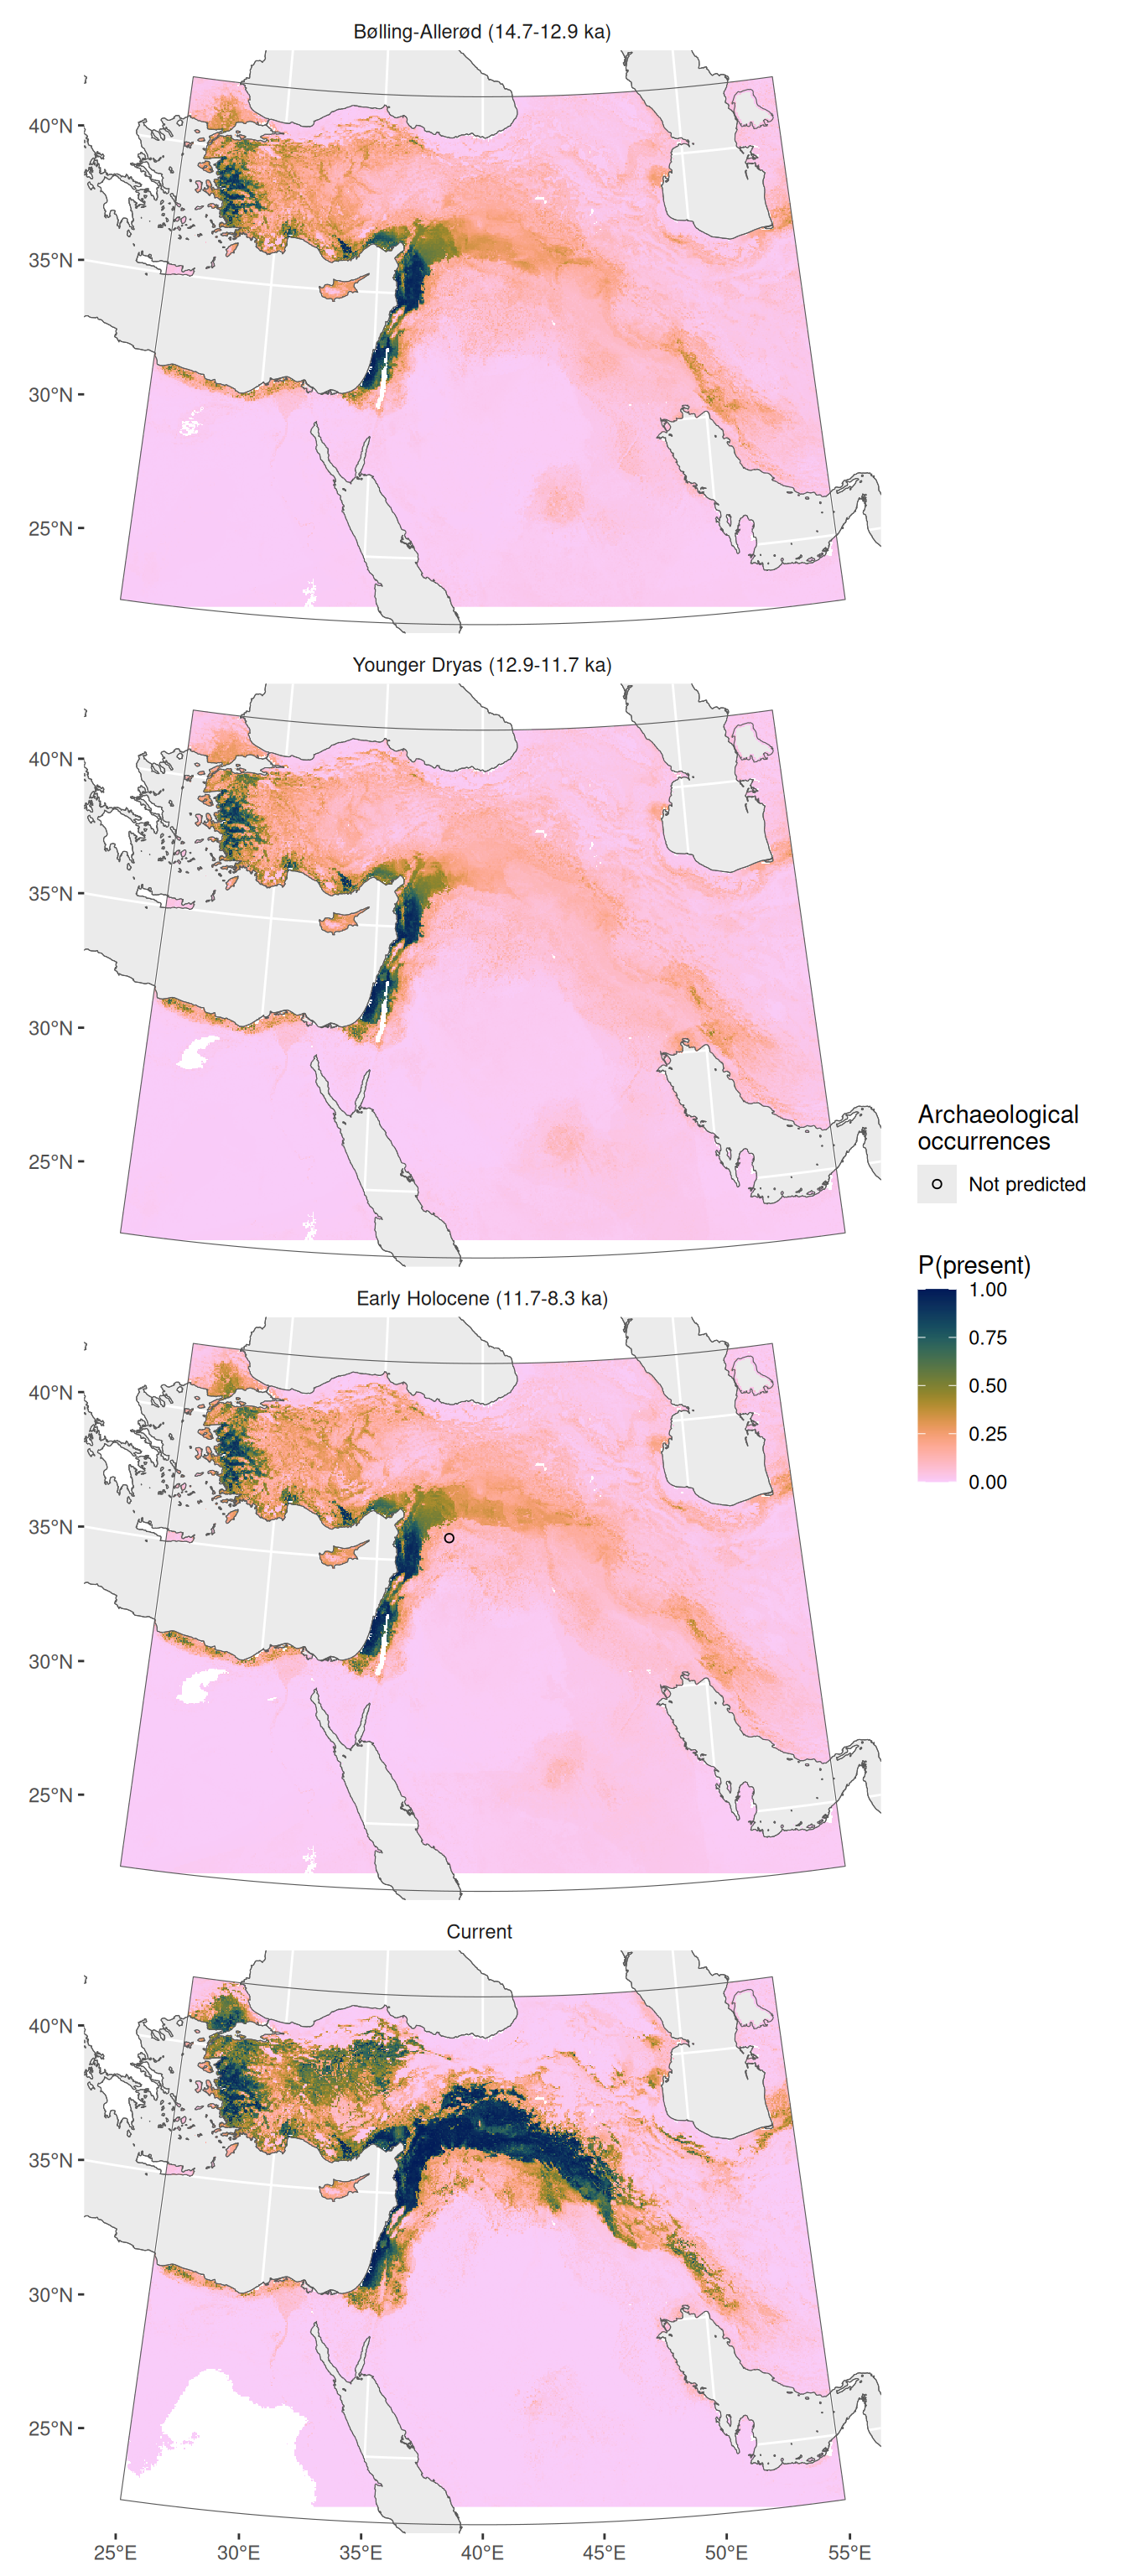 Bølling-Allerød (14.7-12.9 ka)
40°N
35°N
30°N
25°N
Younger Dryas (12.9-11.7 ka)
40°N
35°N
30°N
25°N
Archaeological
occurrences
Not predicted
P(present)
1.00
0.75
0.50
0.25
0.00
Early Holocene (11.7-8.3 ka)
40°N
35°N
30°N
25°N
Current
40°N
35°N
30°N
25°N
25°E 30°E 35°E 40°E 45°E 50°E 55°E